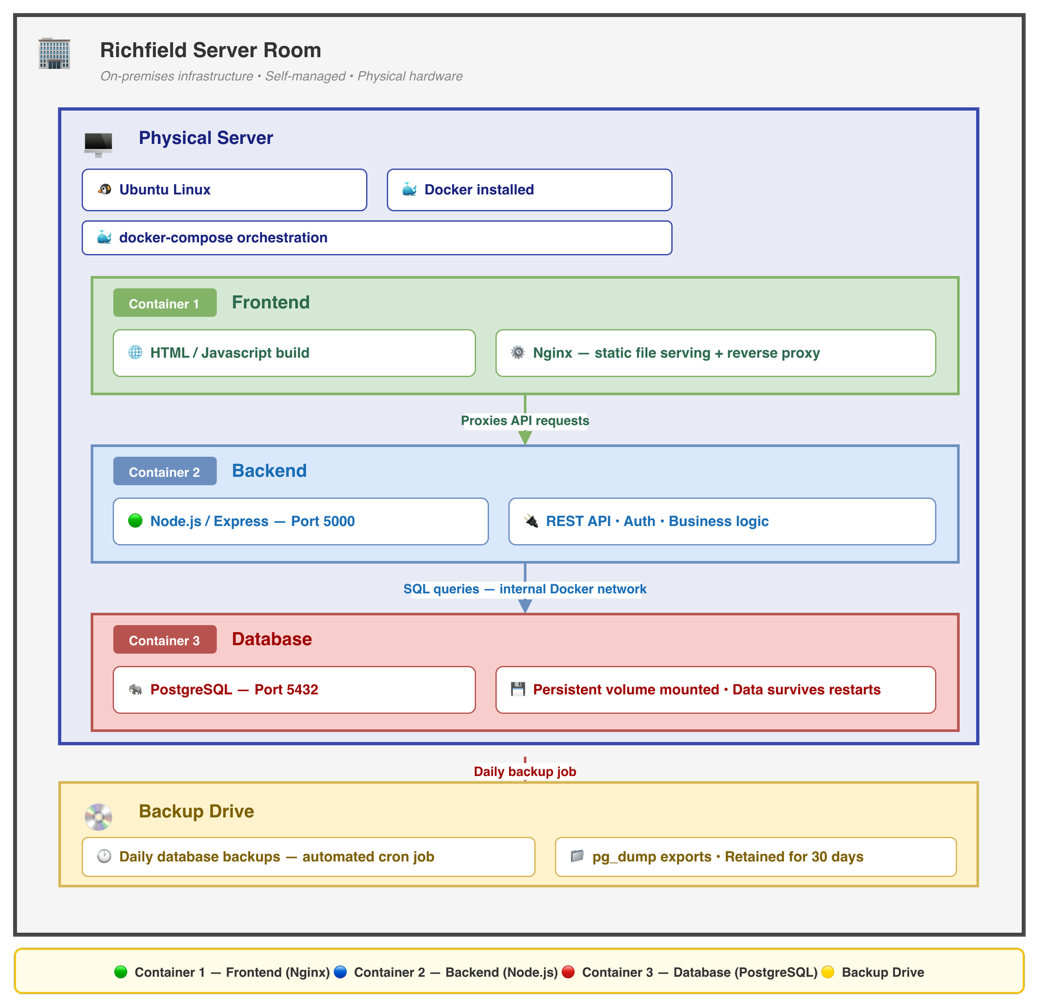 Richfield Server Room
On-premises infrastructure • Self-managed • Physical hardware
Physical Server
Ubuntu Linux
Docker installed
docker-compose orchestration
Container 1
Frontend
HTML / Javascript build
Nginx — static file serving + reverse proxy
Proxies API requests
Container 2
Backend
Node.js / Express — Port 5000
REST API • Auth • Business logic
SQL queries — internal Docker network
Container 3
Database
PostgreSQL — Port 5432
Persistent volume mounted • Data survives restarts
Daily backup job
Backup Drive
Daily database backups — automated cron job
pg_dump exports • Retained for 30 days
Container 1 — Frontend (Nginx) Container 2 — Backend (Node.js) Container 3 — Database (PostgreSQL) Backup Drive